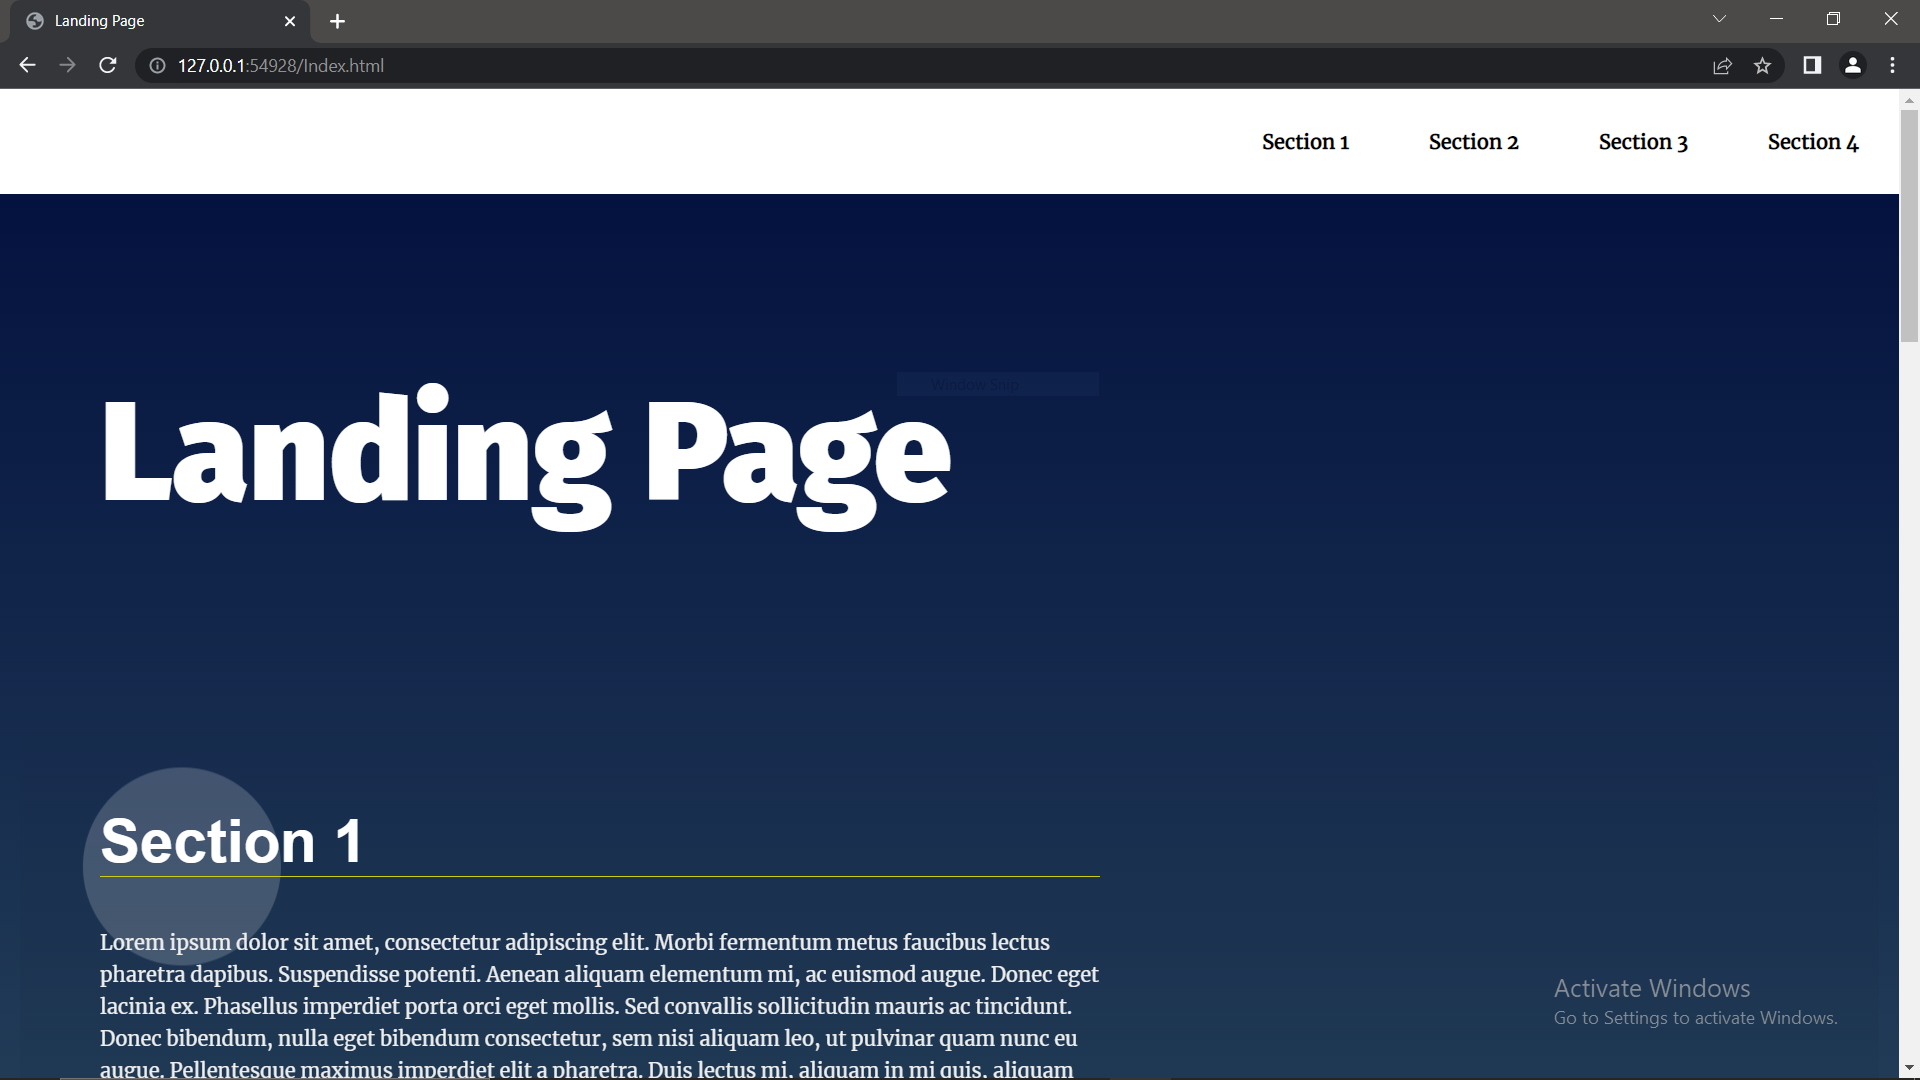 Landing Page
127.0.0.1:54928/Index.html
Section 1 Section 2 Section 3 Section 4
Window Snip
Landing Page
Section 1
Lorem ipsum dolor sit amet, consectetur adipiscing elit. Morbi fermentum metus faucibus lectus
pharetra dapibus. Suspendisse potenti. Aenean aliquam elementum mi, ac euismod augue. Donec eget
lacinia ex. Phasellus imperdiet porta orci eget mollis. Sed convallis sollicitudin mauris ac tincidunt.
Donec bibendum, nulla eget bibendum consectetur, sem nisi aliquam leo, ut pulvinar quam nunc eu
augue. Pellentesque maximus imperdiet elit a pharetra. Duis lectus mi, aliquam in mi quis, aliquam
Activate Windows
Go to Settings to activate Windows.